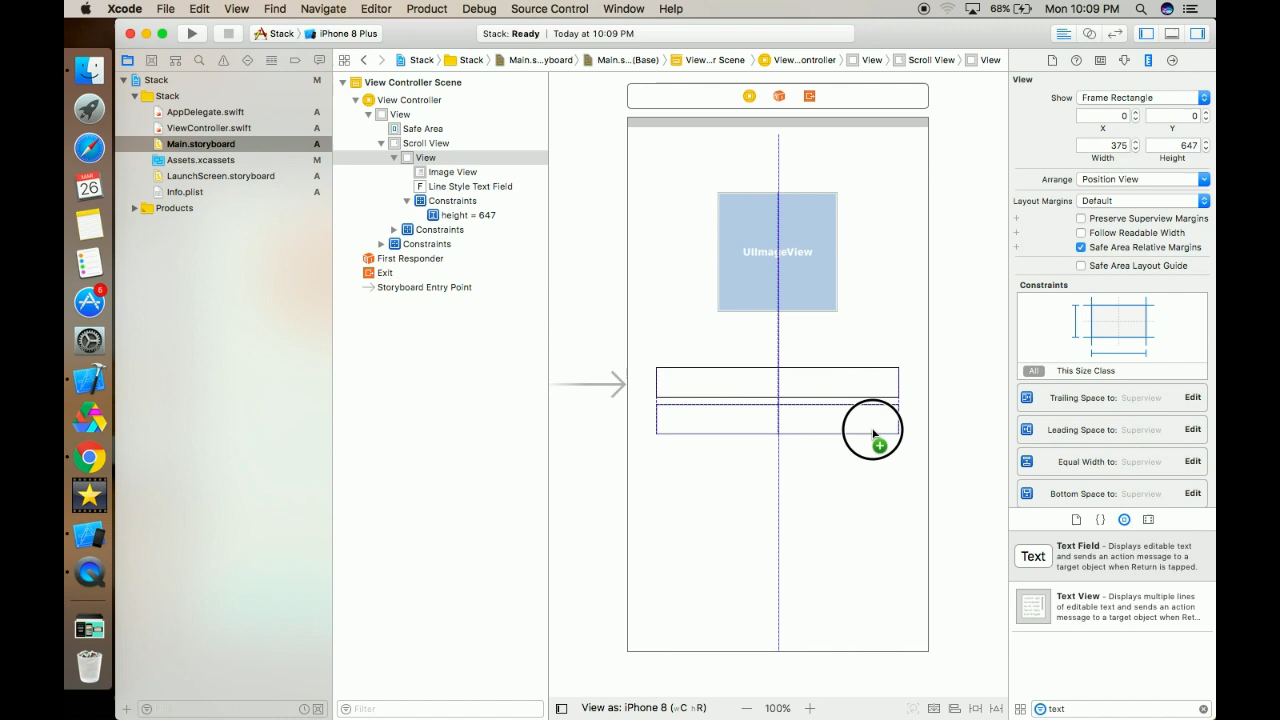 Xcode File Edit View Find Navigate Editor Product Debug Source Control Window Help 68% Mon 10:09 PM
Stack iPhone 8 Plus Stack: Ready Today at 10:09 PM
Stack Stack Main.s...yboard Main.s...(Base) View...r Scene View...ontroller View Scroll View View
Stack M
Stack
AppDelegate.swift A
ViewController.swift A
Main.storyboard A
Assets.xcassets M
LaunchScreen.storyboard A
Info.plist A
Products
Filter
View Controller Scene
View Controller
View
Safe Area
Scroll View
View
Image View
F Line Style Text Field
Constraints
height = 647
Constraints
Constraints
First Responder
Exit
Storyboard Entry Point
Filter
UIImageView
View as: iPhone 8 (wC hR) — 100% +
View
Show Frame Rectangle
0 0
X Y
375 647
Width Height
Arrange Position View
Layout Margins Default
Preserve Superview Margins
Follow Readable Width
Safe Area Relative Margins
Safe Area Layout Guide
Constraints
All This Size Class
Trailing Space to: Superview Edit
Leading Space to: Superview Edit
Equal Width to: Superview Edit
Bottom Space to: Superview Edit
Text
Text Field - Displays editable text
and sends an action message to a
target object when Return is tapped.
Text View - Displays multiple lines
of editable text and sends an action
message to a target object when Ret...
text
MAR
26
6